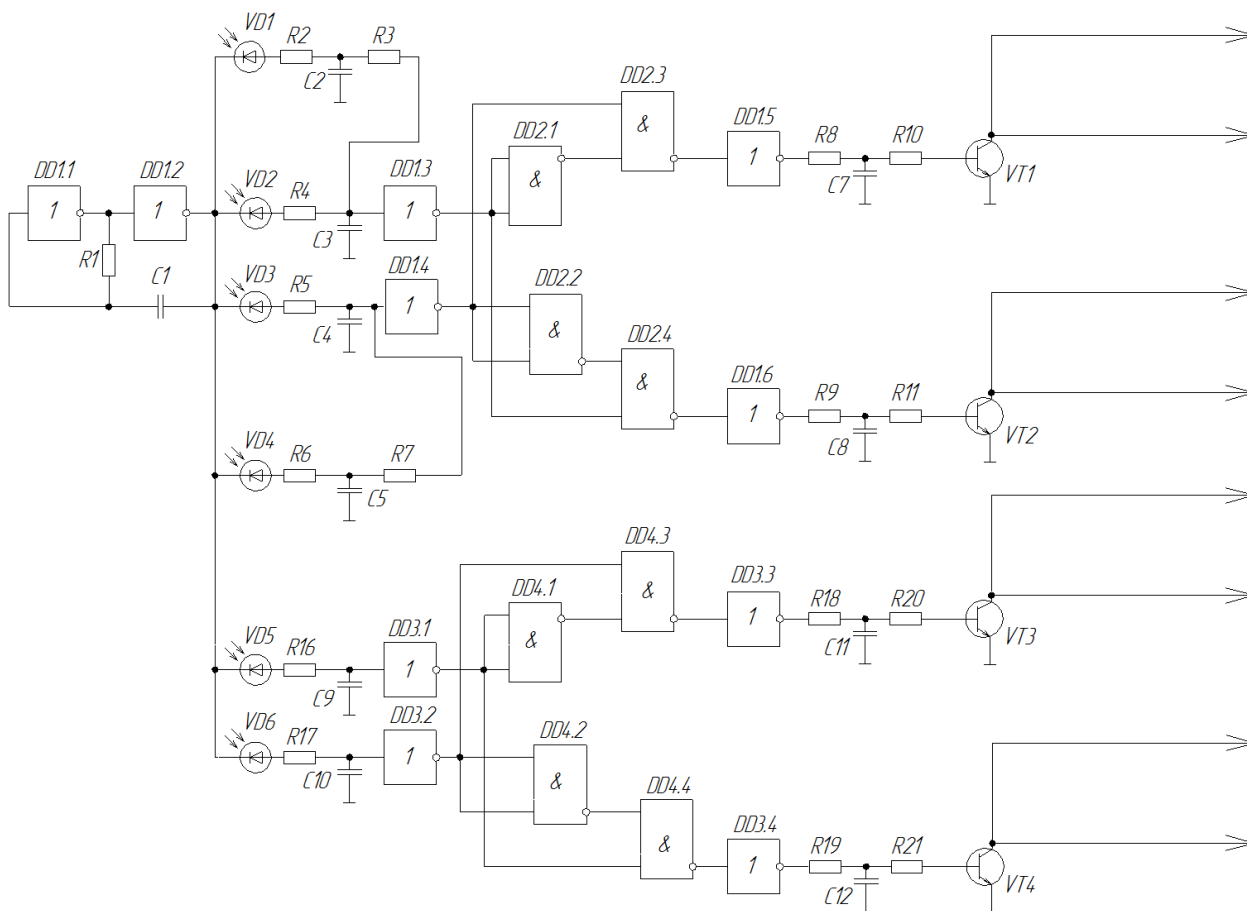 VD1 R2 R3
C2
DD2.3
&
DD2.1
&
DD1.5
1
R8 R10
C7
VT1
DD1.1
1
DD1.2
1
VD2 R4
C3
DD1.3
1
R1
C1
VD3 R5
C4
DD1.4
1
DD2.2
&
DD2.4
&
DD1.6
1
R9 R11
C8
VT2
VD4 R6 R7
C5
DD4.3
&
DD4.1
&
DD3.3
1
R18 R20
C11
VT3
VD5 R16
C9
DD3.1
1
VD6 R17
C10
DD3.2
1
DD4.2
&
DD4.4
&
DD3.4
1
R19 R21
C12
VT4